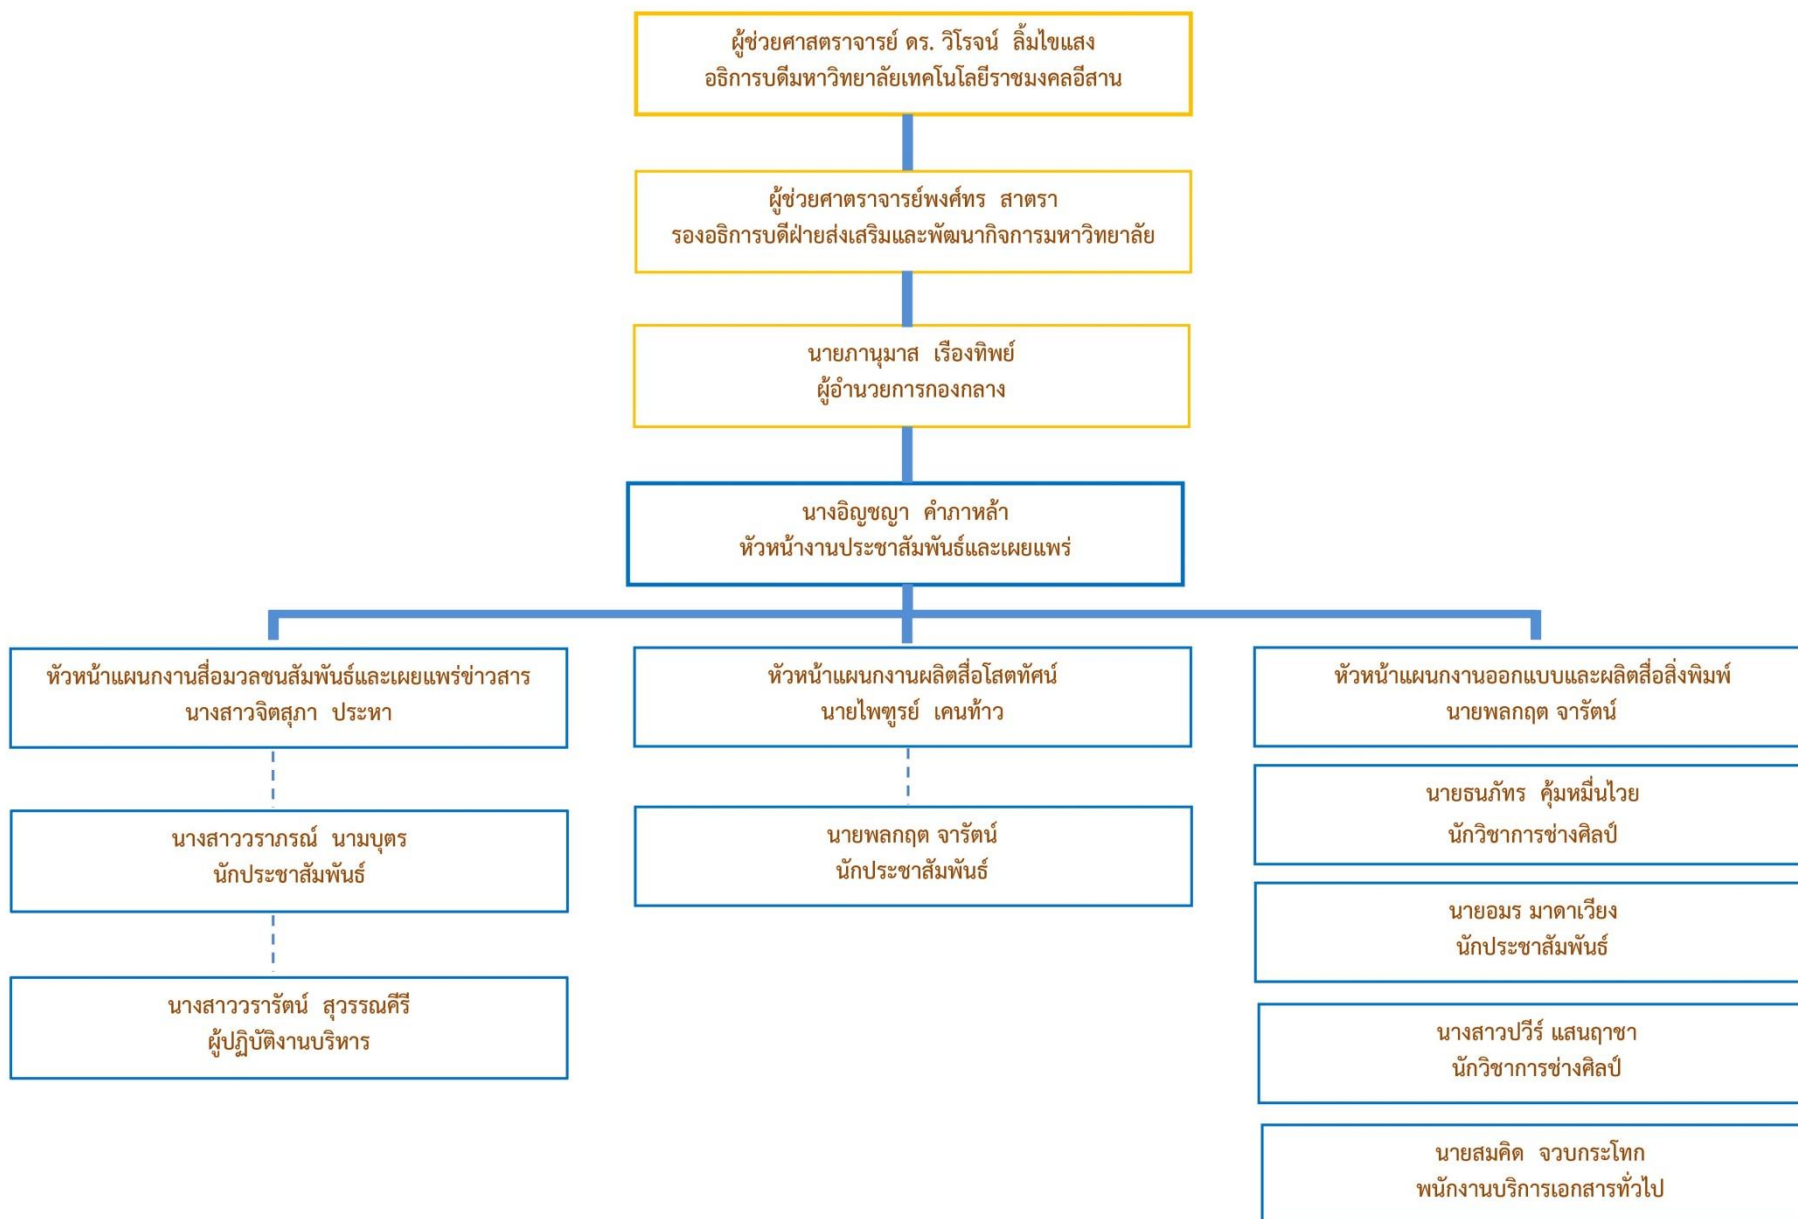 ผู้ช่วยศาสตราจารย์ ดร. วิโรจน์ ลิ้มไขแสง
อธิการบดีมหาวิทยาลัยเทคโนโลยีราชมงคลอีสาน
ผู้ช่วยศาตราจารย์พงศ์ทร สาตรา
รองอธิการบดีฝ่ายส่งเสริมและพัฒนากิจการมหาวิทยาลัย
นายภานุมาส เรืองทิพย์
ผู้อำนวยการกองกลาง
นางอิญชญา คำภาหล้า
หัวหน้างานประชาสัมพันธ์และเผยแพร่
หัวหน้าแผนกงานสื่อมวลชนสัมพันธ์และเผยแพร่ข่าวสาร
นางสาวจิตสุภา ประหา
นางสาววราภรณ์ นามบุตร
นักประชาสัมพันธ์
นางสาววรารัตน์ สุวรรณคีรี
ผู้ปฏิบัติงานบริหาร
หัวหน้าแผนกงานผลิตสื่อโสตทัศน์
นายไพฑูรย์ เคนท้าว
นายพลกฤต จารัตน์
นักประชาสัมพันธ์
หัวหน้าแผนกงานออกแบบและผลิตสื่อสิ่งพิมพ์
นายพลกฤต จารัตน์
นายธนภัทร คุ้มหมื่นไวย
นักวิชาการช่างศิลป์
นายอมร มาดาเวียง
นักประชาสัมพันธ์
นางสาวปวีร์ แสนฤาชา
นักวิชาการช่างศิลป์
นายสมคิด จวบกระโทก
พนักงานบริการเอกสารทั่วไป